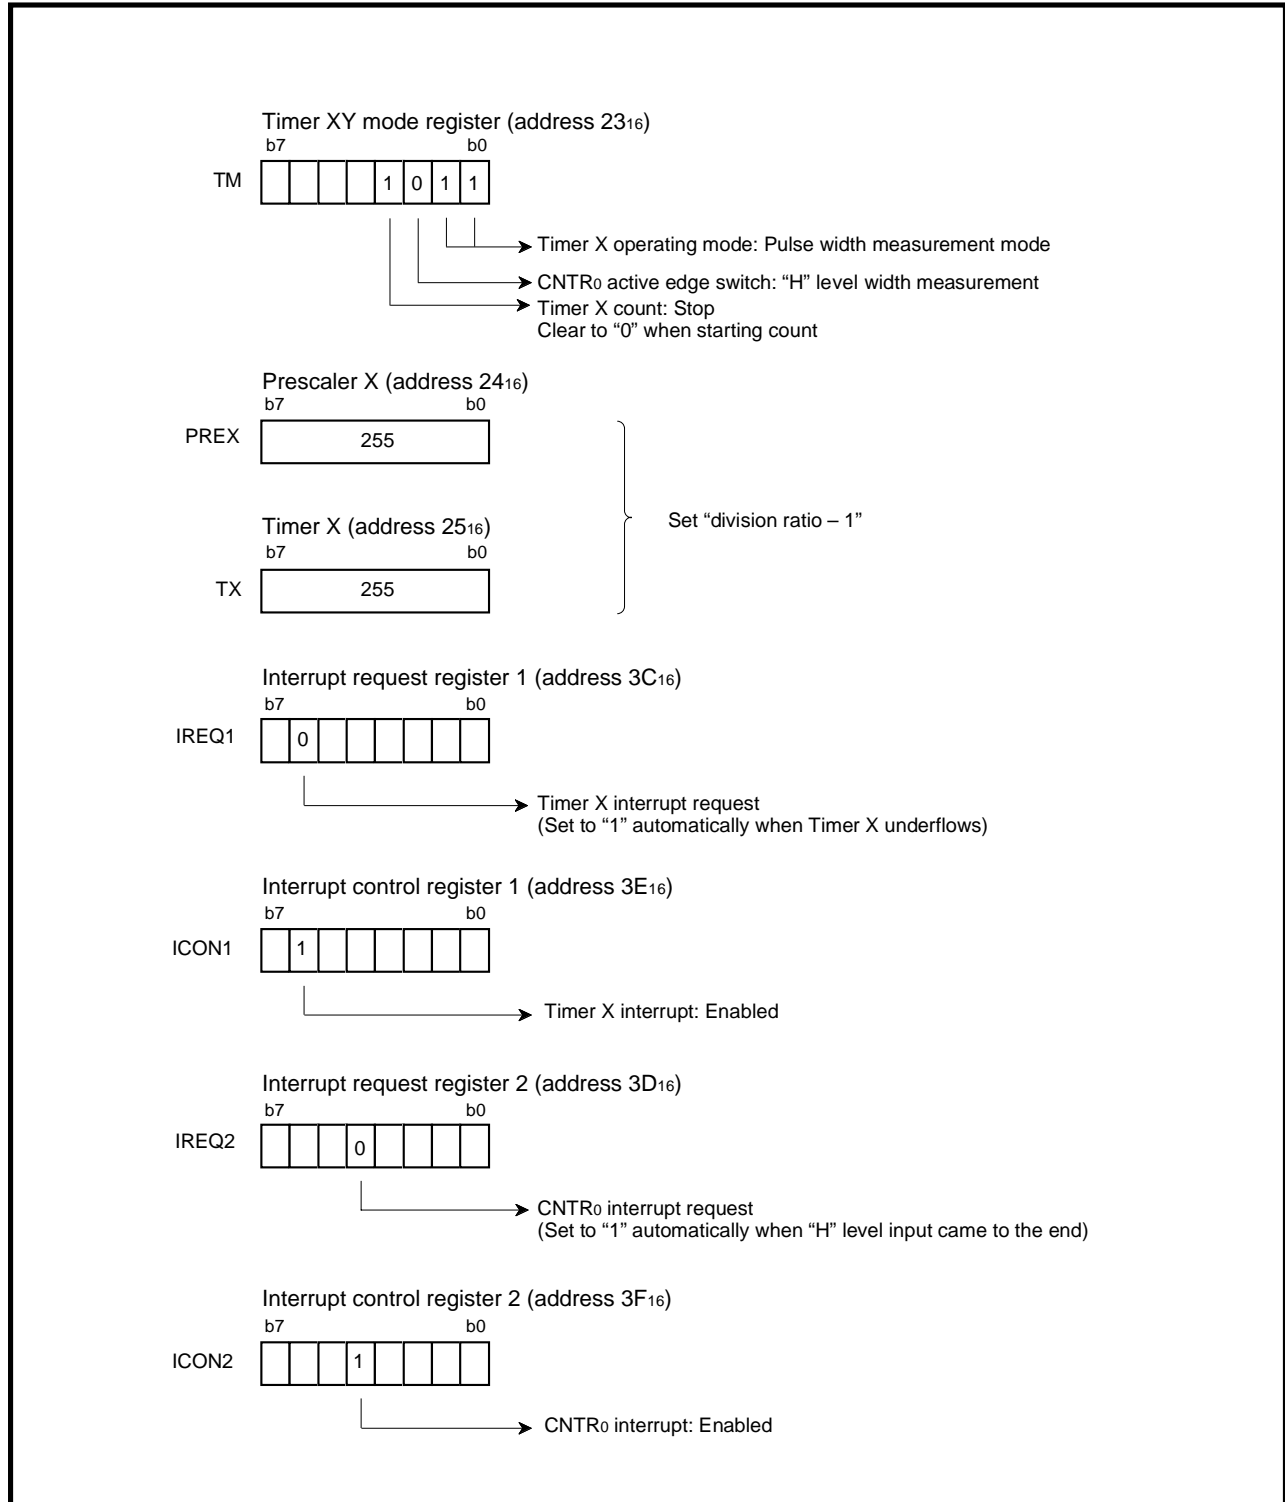 Timer XY mode register (address 23₁₆)
b7 b0
TM 1 0 1 1
Timer X operating mode: Pulse width measurement mode
CNTR₀ active edge switch: “H” level width measurement
Timer X count: Stop
Clear to “0” when starting count
Prescaler X (address 24₁₆)
b7 b0
PREX 255
Set “division ratio – 1”
Timer X (address 25₁₆)
b7 b0
TX 255
Interrupt request register 1 (address 3C₁₆)
b7 b0
IREQ1 0
Timer X interrupt request
(Set to “1” automatically when Timer X underflows)
Interrupt control register 1 (address 3E₁₆)
b7 b0
ICON1 1
Timer X interrupt: Enabled
Interrupt request register 2 (address 3D₁₆)
b7 b0
IREQ2 0
CNTR₀ interrupt request
(Set to “1” automatically when “H” level input came to the end)
Interrupt control register 2 (address 3F₁₆)
b7 b0
ICON2 1
CNTR₀ interrupt: Enabled